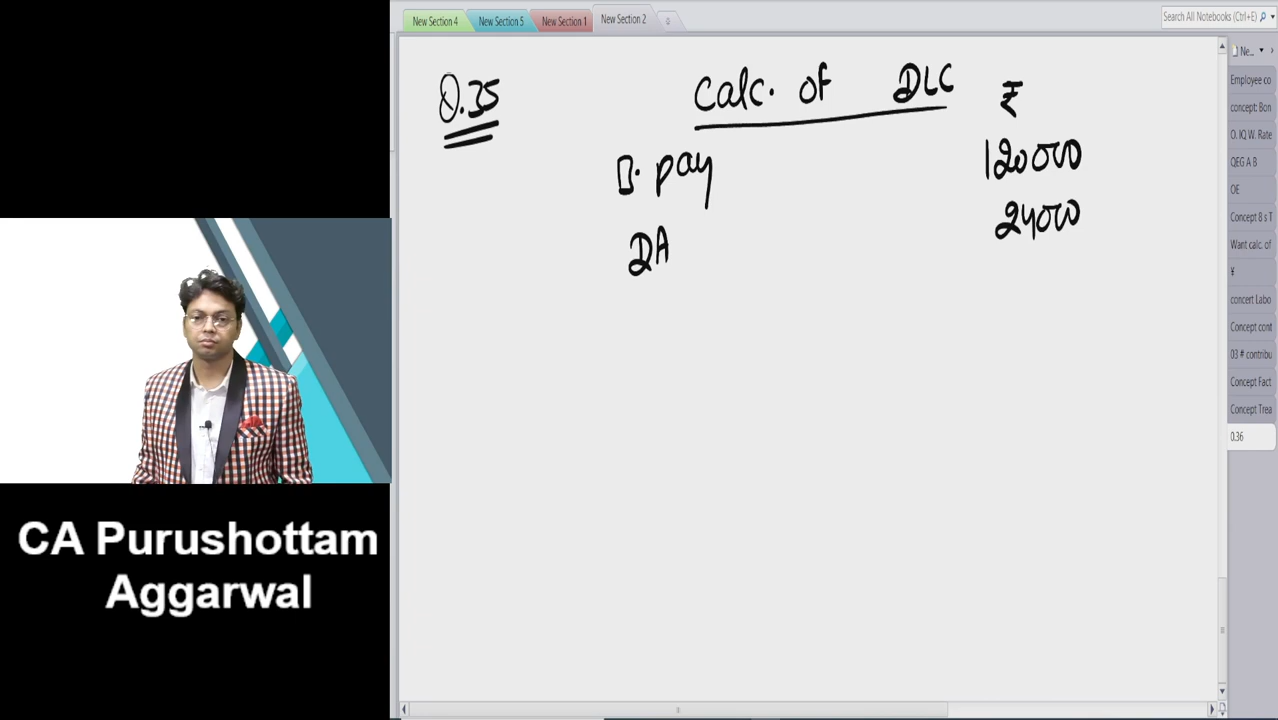 New Section 4
New Section 5
New Section 1
New Section 2
Search All Notebooks (Ctrl+E)
Q.35
Calc. of DLC ₹
B. pay 120000
DA 24000
Ne...
Employee co
concept: Bon
O. IQ W. Rate
QEG A B
OE
Concept 8 s T
Want calc. of
¥
concert Labo
Concept cont
03 # contribu
Concept Fact
Concept Trea
0.36
CA Purushottam
Aggarwal